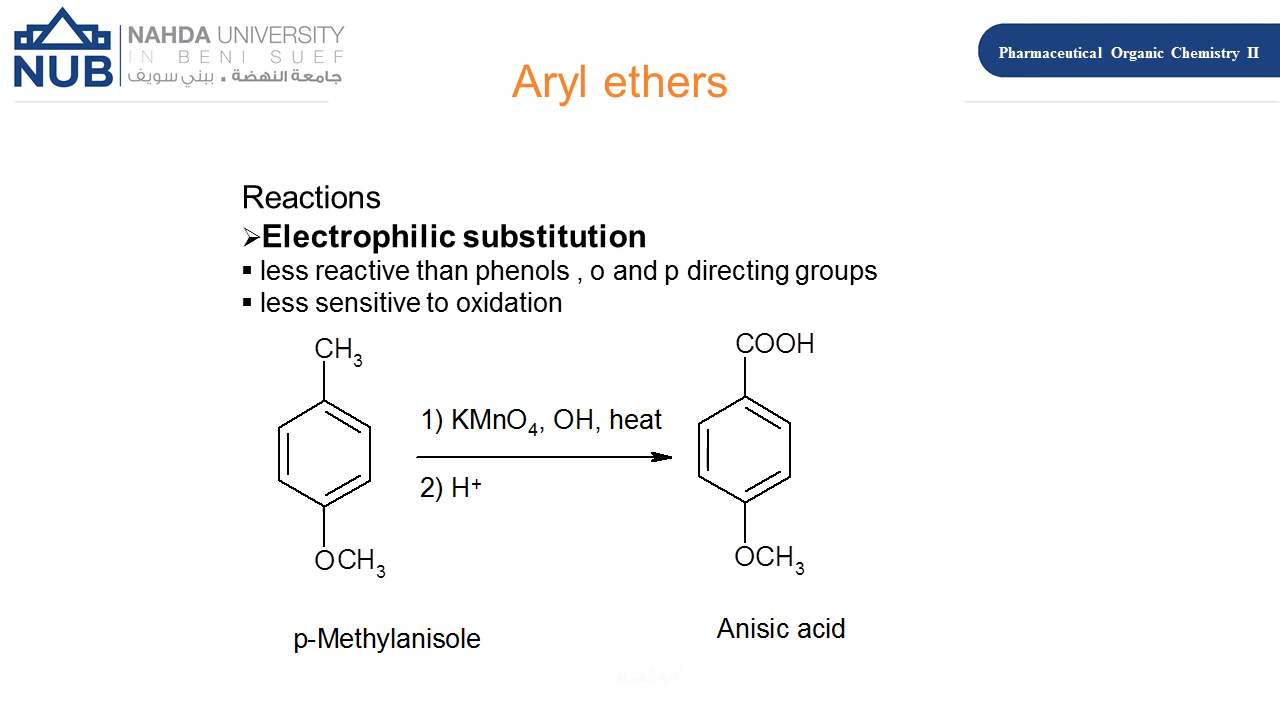 NAHDA UNIVERSITY
IN BENI SUEF
جامعة النهضة . ببني سويف
NUB
Pharmaceutical Organic Chemistry II
Aryl ethers
Reactions
➢Electrophilic substitution
▪ less reactive than phenols , o and p directing groups
▪ less sensitive to oxidation
CH3
COOH
1) KMnO4, OH, heat
2) H+
OCH3
OCH3
p-Methylanisole
Anisic acid